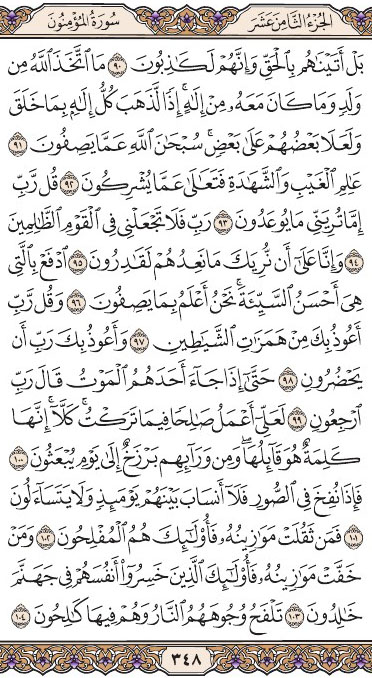 الجزء الثامن عشر
سورة المؤمنون
بَلْ أَتَيْنَٰهُم بِٱلْحَقِّ وَإِنَّهُمْ لَكَٰذِبُونَ ٩٠ مَا ٱتَّخَذَ ٱللَّهُ مِن
وَلَدٍ وَمَا كَانَ مَعَهُۥ مِنْ إِلَٰهٍ ۚ إِذًا لَّذَهَبَ كُلُّ إِلَٰهٍۭ بِمَا خَلَقَ
وَلَعَلَا بَعْضُهُمْ عَلَىٰ بَعْضٍ ۚ سُبْحَٰنَ ٱللَّهِ عَمَّا يَصِفُونَ ٩١
عَٰلِمِ ٱلْغَيْبِ وَٱلشَّهَٰدَةِ فَتَعَٰلَىٰ عَمَّا يُشْرِكُونَ ٩٢ قُل رَّبِّ
إِمَّا تُرِيَنِّي مَا يُوعَدُونَ ٩٣ رَبِّ فَلَا تَجْعَلْنِي فِي ٱلْقَوْمِ ٱلظَّٰلِمِينَ
٩٤ وَإِنَّا عَلَىٰٓ أَن نُّرِيَكَ مَا نَعِدُهُمْ لَقَٰدِرُونَ ٩٥ ٱدْفَعْ بِٱلَّتِي
هِيَ أَحْسَنُ ٱلسَّيِّئَةَ ۚ نَحْنُ أَعْلَمُ بِمَا يَصِفُونَ ٩٦ وَقُل رَّبِّ
أَعُوذُ بِكَ مِنْ هَمَزَٰتِ ٱلشَّيَٰطِينِ ٩٧ وَأَعُوذُ بِكَ رَبِّ أَن
يَحْضُرُونِ ٩٨ حَتَّىٰٓ إِذَا جَآءَ أَحَدَهُمُ ٱلْمَوْتُ قَالَ رَبِّ
ٱرْجِعُونِ ٩٩ لَعَلِّيٓ أَعْمَلُ صَٰلِحًا فِيمَا تَرَكْتُ ۚ كَلَّآ ۚ إِنَّهَا
كَلِمَةٌ هُوَ قَآئِلُهَا ۖ وَمِن وَرَآئِهِم بَرْزَخٌ إِلَىٰ يَوْمِ يُبْعَثُونَ ١٠٠
فَإِذَا نُفِخَ فِي ٱلصُّورِ فَلَآ أَنسَابَ بَيْنَهُمْ يَوْمَئِذٍ وَلَا يَتَسَآءَلُونَ
١٠١ فَمَن ثَقُلَتْ مَوَٰزِينُهُۥ فَأُو۟لَٰٓئِكَ هُمُ ٱلْمُفْلِحُونَ ١٠٢ وَمَنْ
خَفَّتْ مَوَٰزِينُهُۥ فَأُو۟لَٰٓئِكَ ٱلَّذِينَ خَسِرُوٓا۟ أَنفُسَهُمْ فِي جَهَنَّمَ
خَٰلِدُونَ ١٠٣ تَلْفَحُ وُجُوهَهُمُ ٱلنَّارُ وَهُمْ فِيهَا كَٰلِحُونَ ١٠٤
٣٤٨